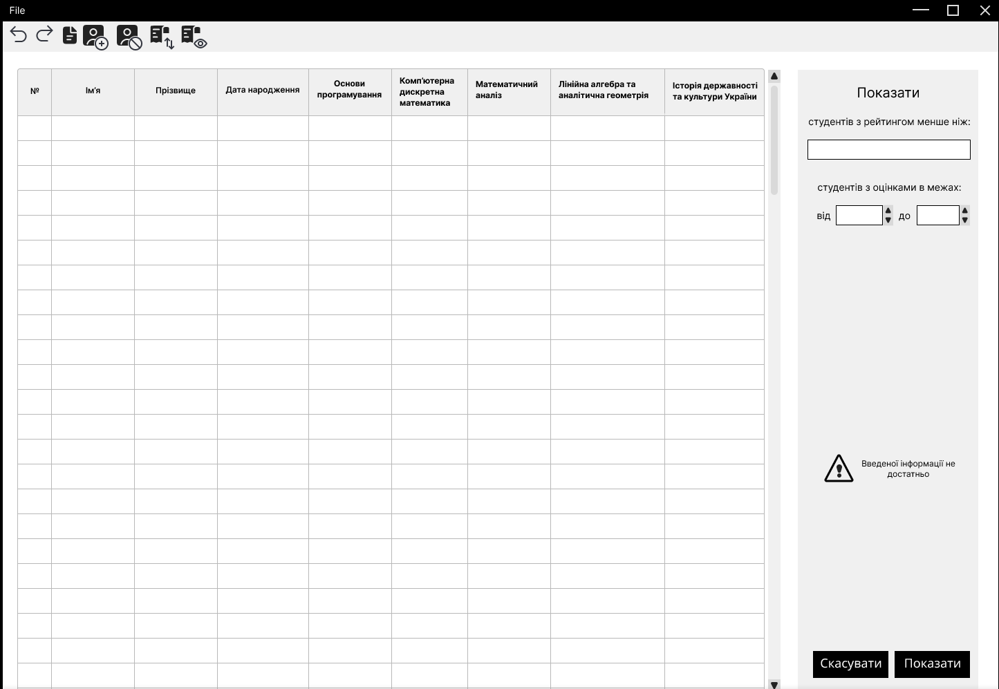 File
№
Ім'я
Прізвище
Дата народження
Основи
програмування
Комп'ютерна
дискретна
математика
Математичний
аналіз
Лінійна алгебра та
аналітична геометрія
Історія державності
та культури України
Показати
студентів з рейтингом менше ніж:
студентів з оцінками в межах:
від до
Введеної інформації не
достатньо
Скасувати Показати